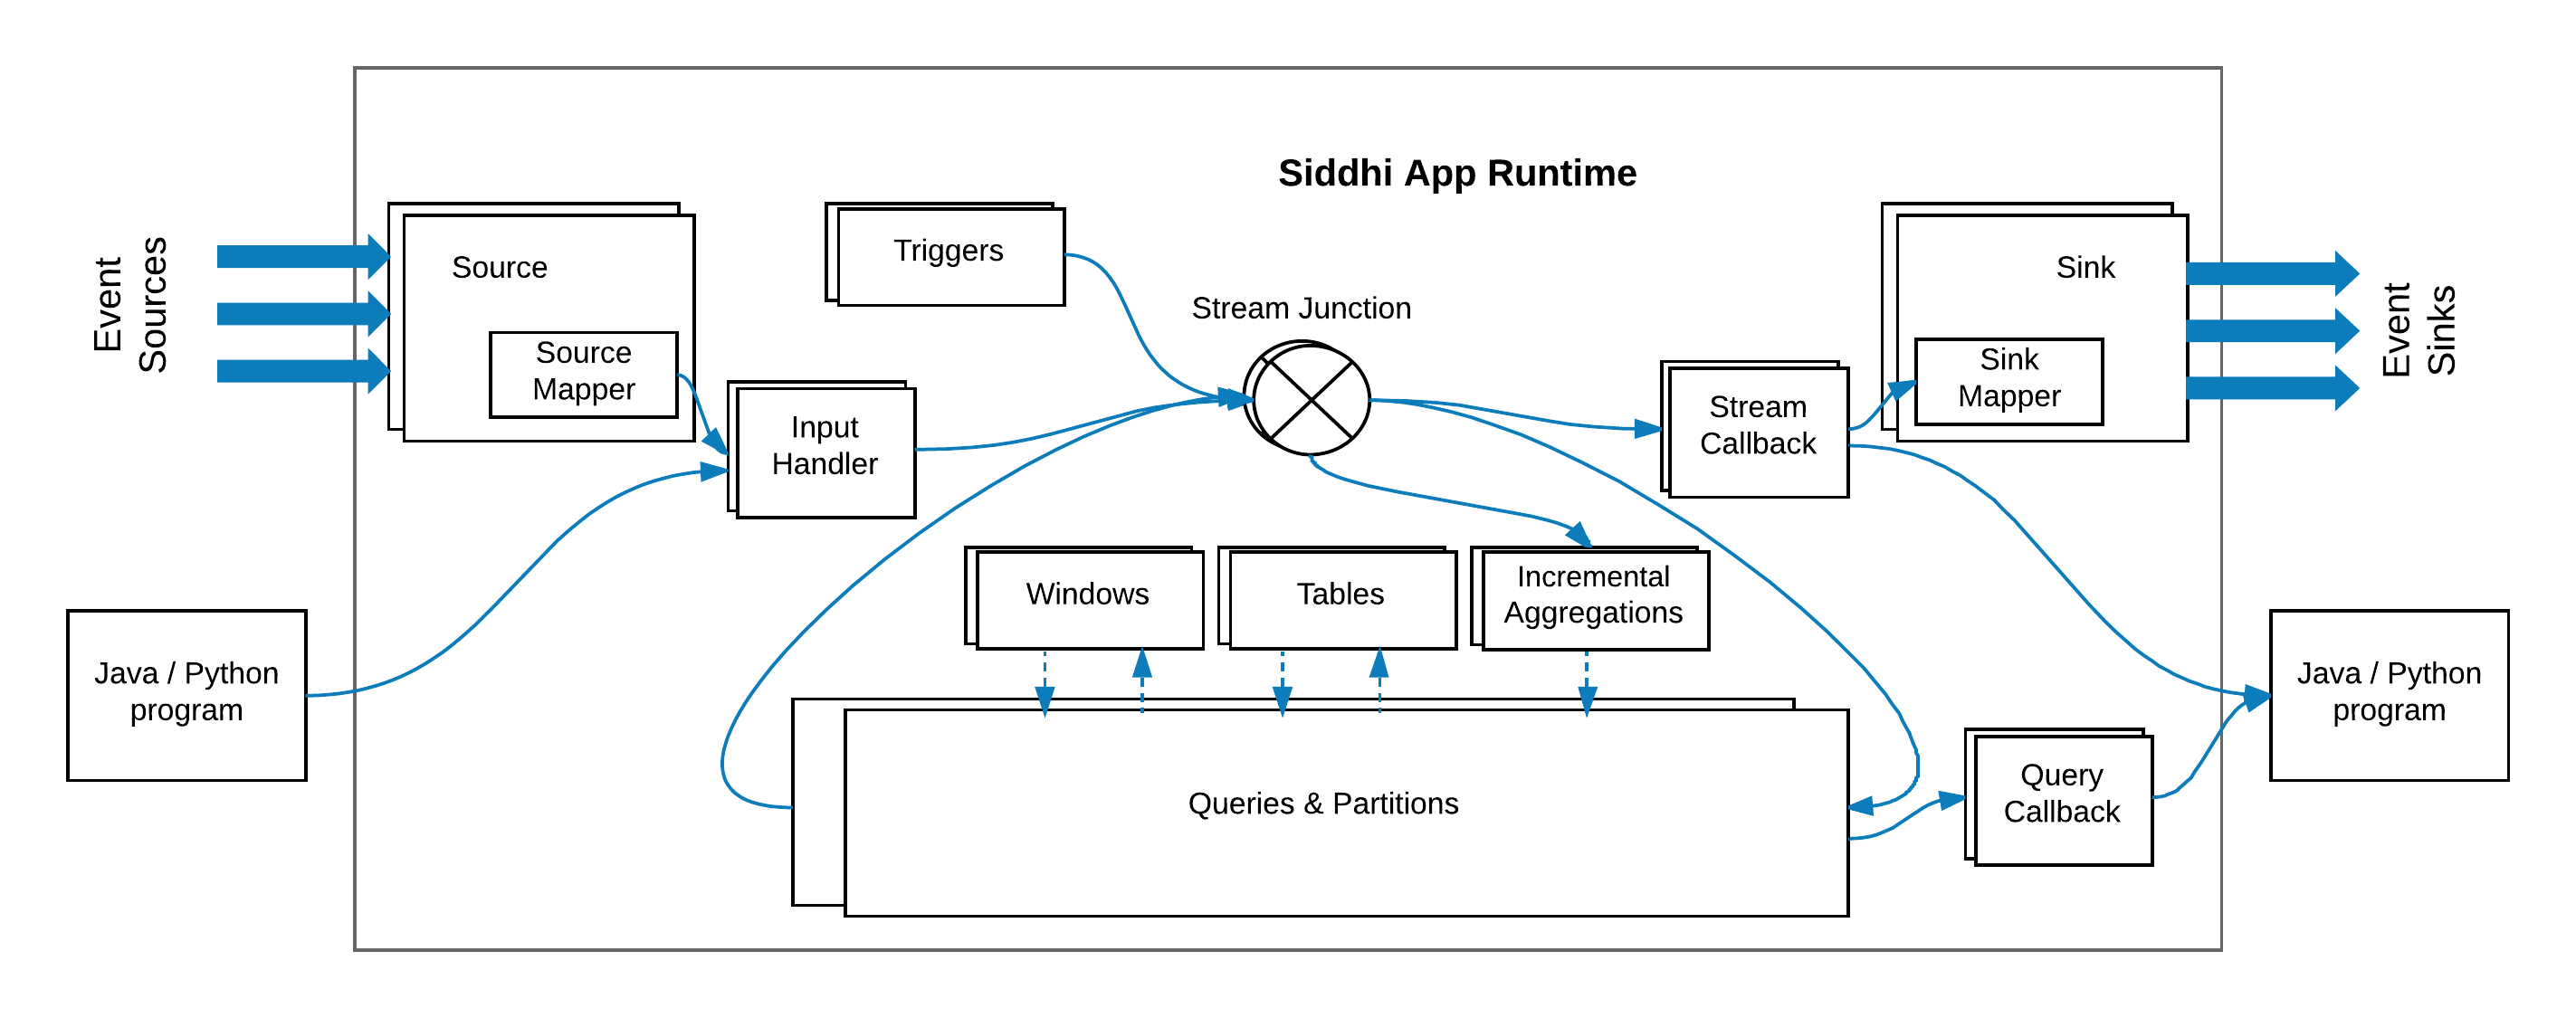 Siddhi App Runtime
Event
Sources
Source
Source
Mapper
Triggers
Stream Junction
Input
Handler
Stream
Callback
Sink
Sink
Mapper
Event
Sinks
Windows
Tables
Incremental
Aggregations
Java / Python
program
Java / Python
program
Queries & Partitions
Query
Callback